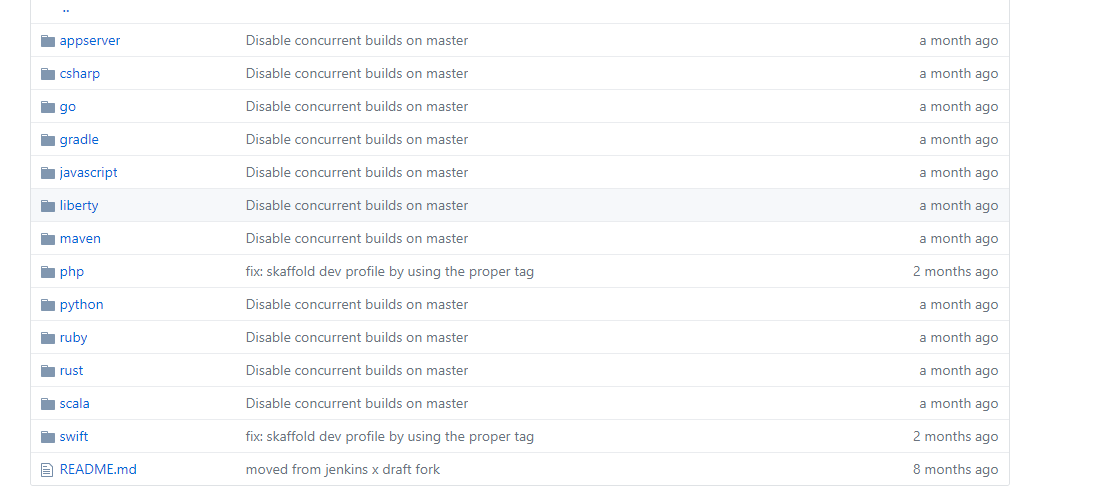 ..
appserver Disable concurrent builds on master a month ago
csharp Disable concurrent builds on master a month ago
go Disable concurrent builds on master a month ago
gradle Disable concurrent builds on master a month ago
javascript Disable concurrent builds on master a month ago
liberty Disable concurrent builds on master a month ago
maven Disable concurrent builds on master a month ago
php fix: skaffold dev profile by using the proper tag 2 months ago
python Disable concurrent builds on master a month ago
ruby Disable concurrent builds on master a month ago
rust Disable concurrent builds on master a month ago
scala Disable concurrent builds on master a month ago
swift fix: skaffold dev profile by using the proper tag 2 months ago
README.md moved from jenkins x draft fork 8 months ago